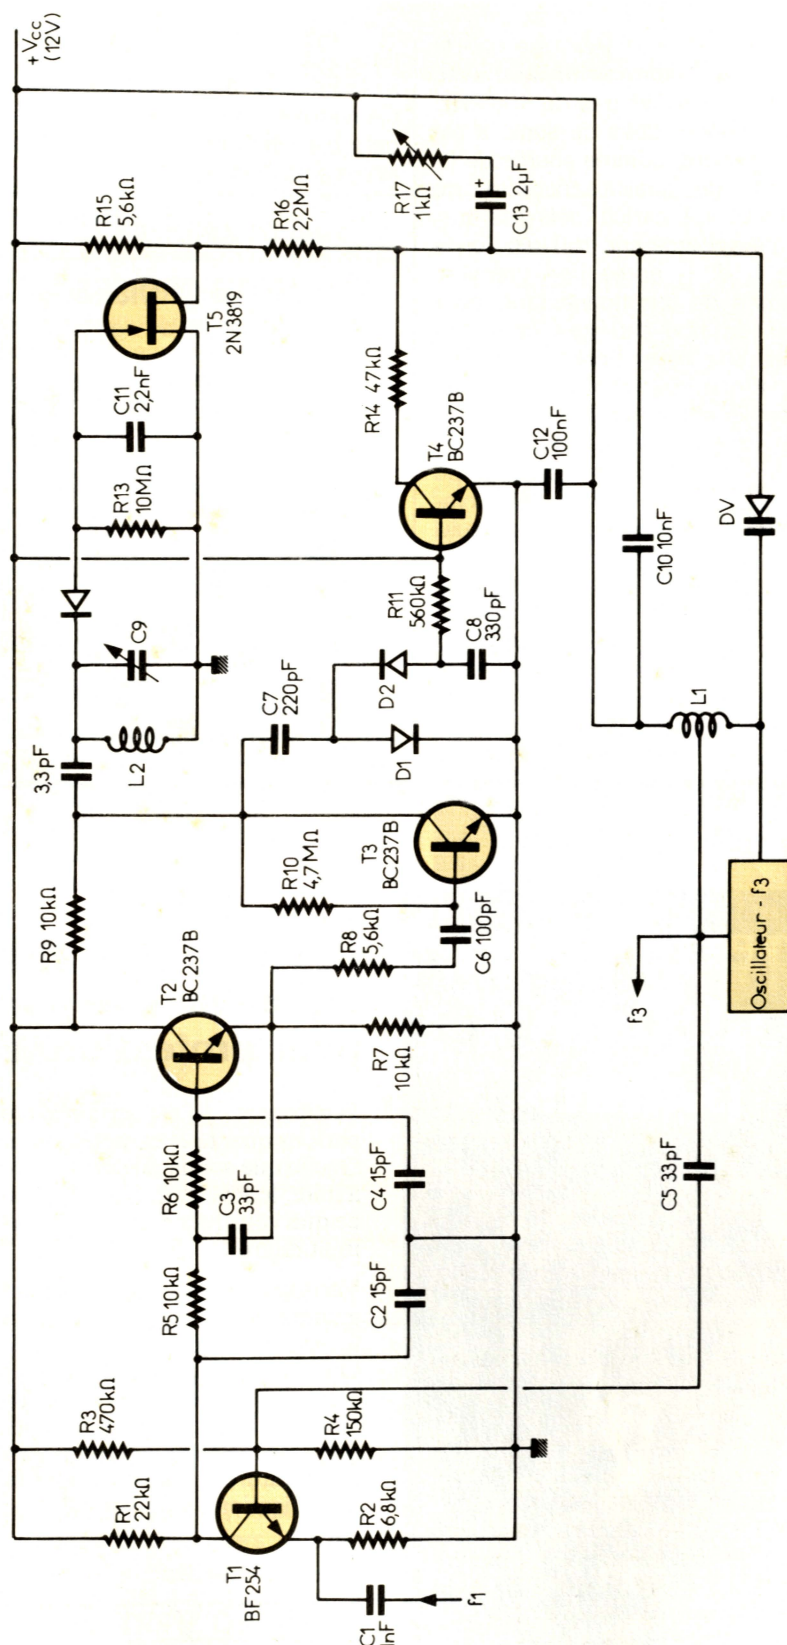 +Vcc
(12V)
R15
5,6kΩ
R16
2,2MΩ
R17
1kΩ
+
C13 2µF
T5
2N3819
C11
2,2nF
R13
10MΩ
R14 47kΩ
T4
BC237B
C12
100nF
C9
R11
560kΩ
C8
330pF
C10 10nF
DV
D2
C7
220pF
D1
L2
3,3pF
L1
T3
BC237B
R10
4,7MΩ
R9 10kΩ
R8
5,6kΩ
C6 100pF
T2
BC237B
R7
10kΩ
f3
Oscillateur - f3
R6 10kΩ
C3
33pF
C4 15pF
C5 33pF
R5 10kΩ
C2 15pF
R3
470kΩ
R4
150kΩ
R1
22kΩ
R2
6,8kΩ
T1
BF254
C1
1nF
f1